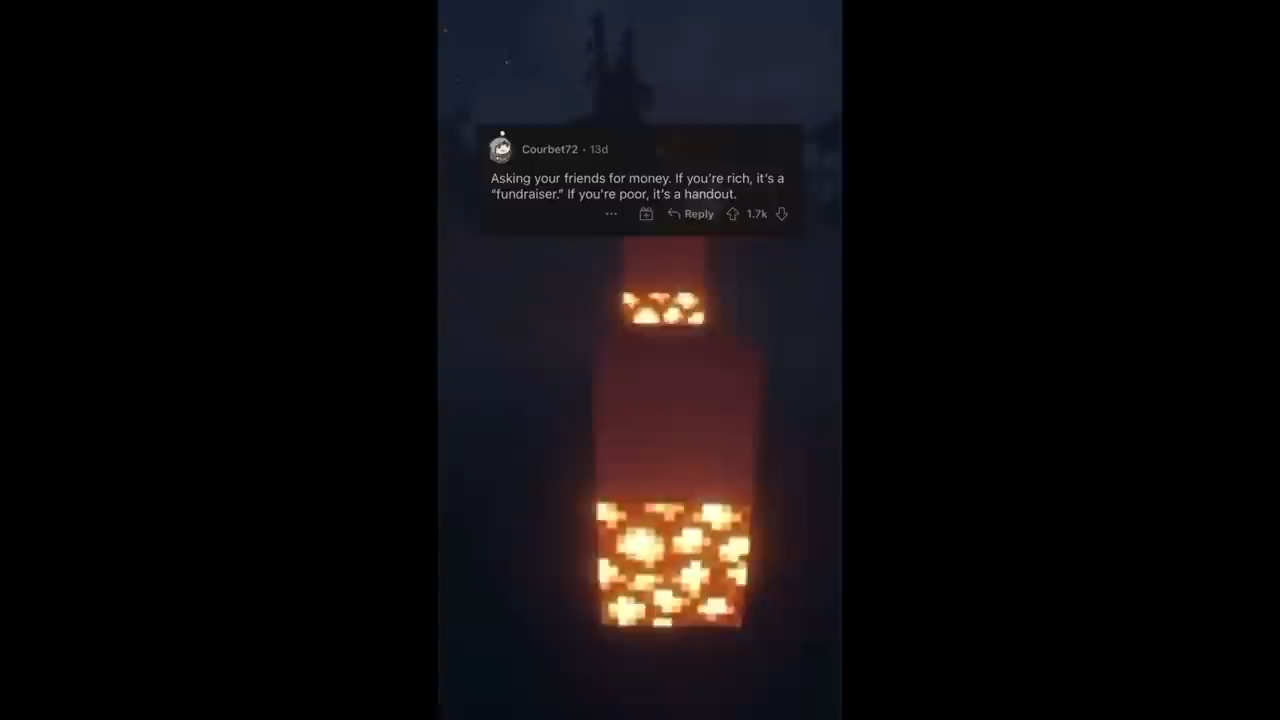 Courbet72 · 13d
Asking your friends for money. If you're rich, it's a
"fundraiser." If you're poor, it's a handout.
Reply 1.7k